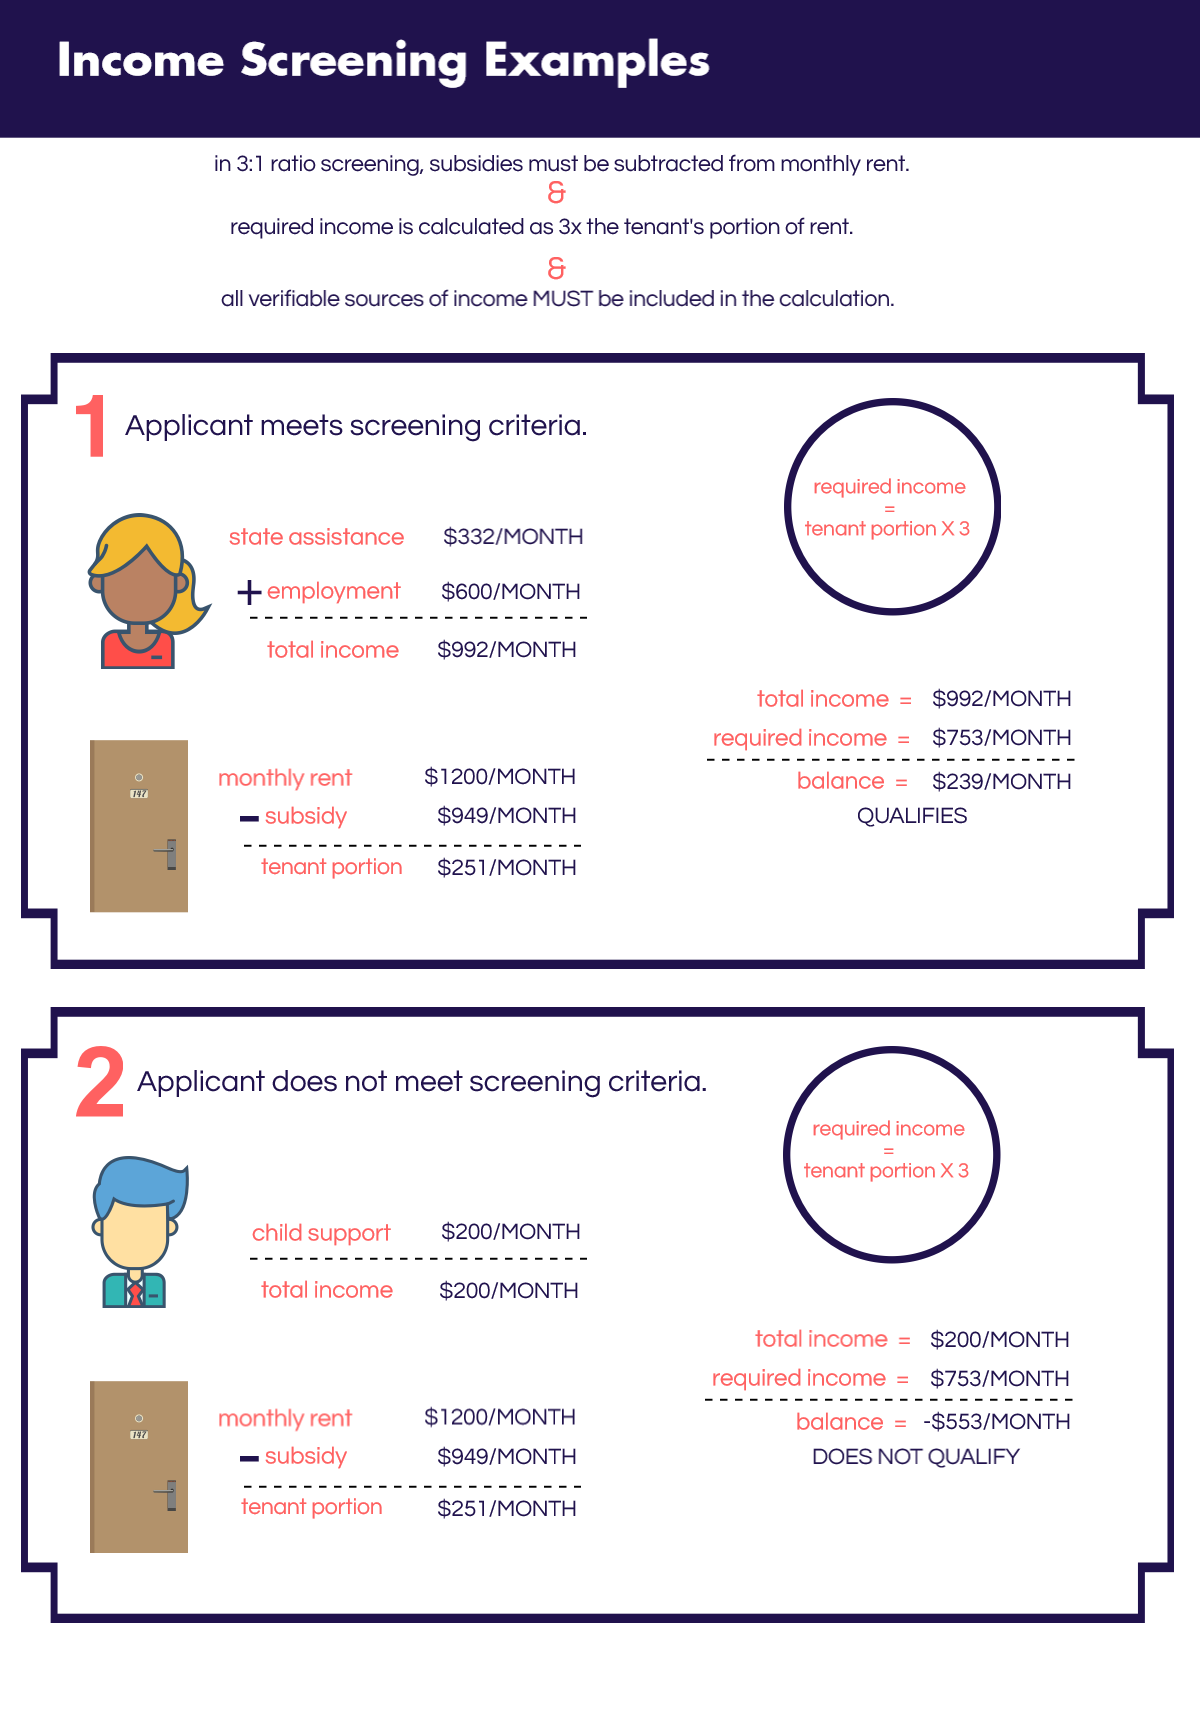 Income Screening Examples
in 3:1 ratio screening, subsidies must be subtracted from monthly rent.
&
required income is calculated as 3x the tenant's portion of rent.
&
all verifiable sources of income MUST be included in the calculation.
1 Applicant meets screening criteria.
state assistance $332/MONTH
+ employment $600/MONTH
total income $992/MONTH
147
monthly rent $1200/MONTH
- subsidy $949/MONTH
tenant portion $251/MONTH
required income
=
tenant portion X 3
total income = $992/MONTH
required income = $753/MONTH
balance = $239/MONTH
QUALIFIES
2 Applicant does not meet screening criteria.
child support $200/MONTH
total income $200/MONTH
147
monthly rent $1200/MONTH
- subsidy $949/MONTH
tenant portion $251/MONTH
required income
=
tenant portion X 3
total income = $200/MONTH
required income = $753/MONTH
balance = -$553/MONTH
DOES NOT QUALIFY